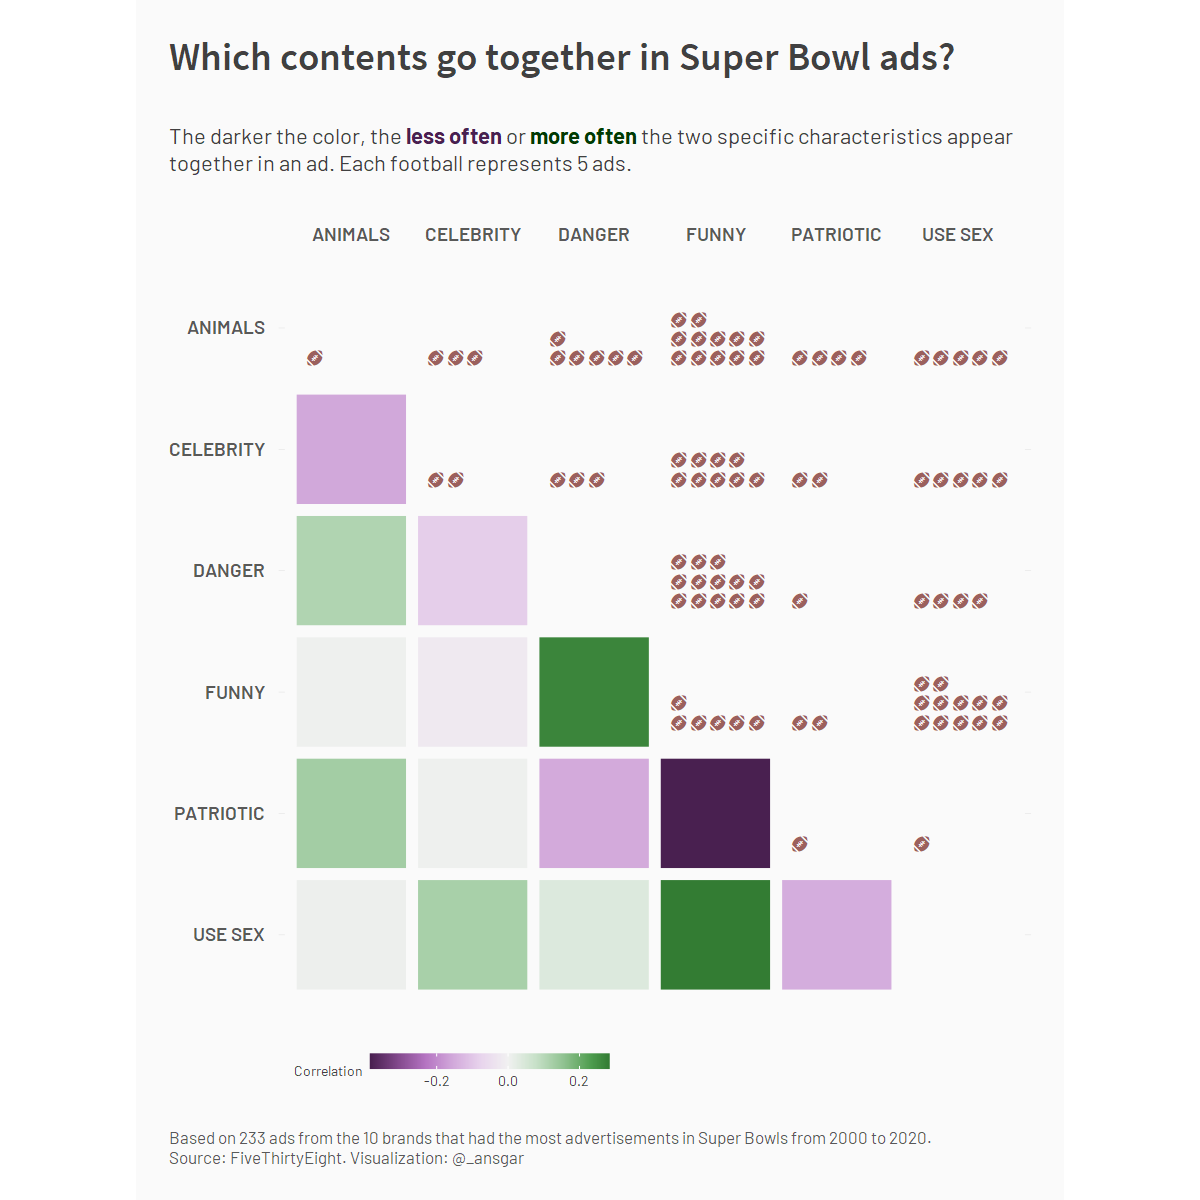 Which contents go together in Super Bowl ads?
The darker the color, the less often or more often the two specific characteristics appear
together in an ad. Each football represents 5 ads.
ANIMALS CELEBRITY DANGER FUNNY PATRIOTIC USE SEX
ANIMALS
CELEBRITY
DANGER
FUNNY
PATRIOTIC
USE SEX
Correlation
-0.2 0.0 0.2
Based on 233 ads from the 10 brands that had the most advertisements in Super Bowls from 2000 to 2020.
Source: FiveThirtyEight. Visualization: @_ansgar